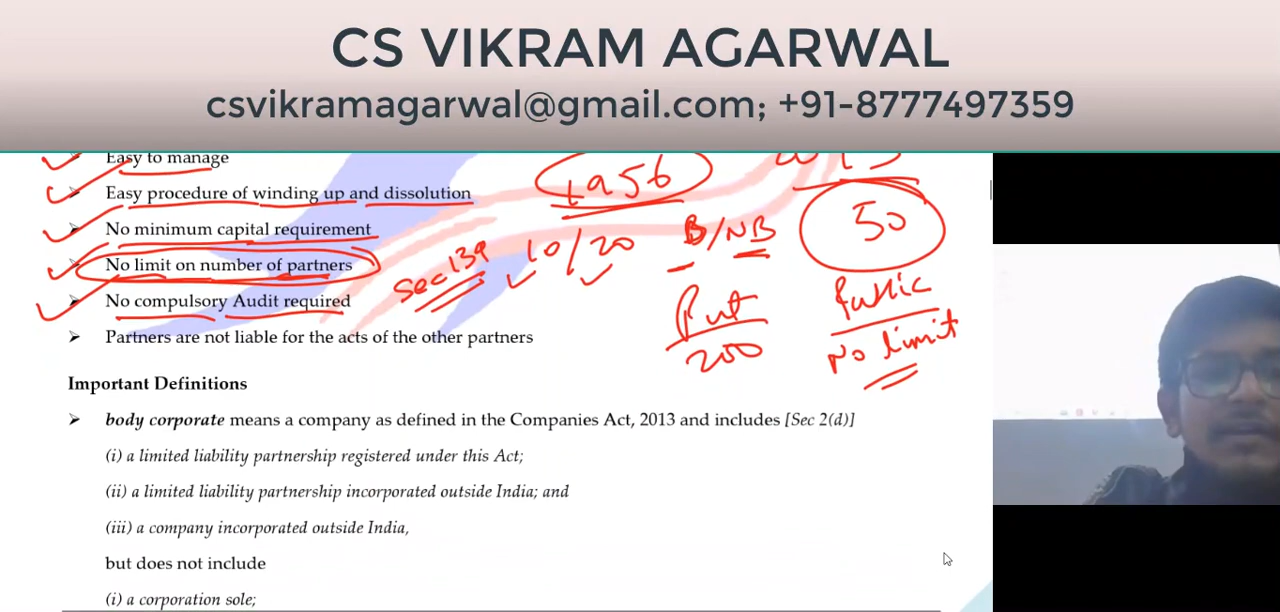 CS VIKRAM AGARWAL
csvikramagarwal@gmail.com; +91-8777497359
➤ Easy to manage
1956
➤ Easy procedure of winding up and dissolution
50
➤ No minimum capital requirement
B/NB
10/20
Sec 139
➤ No limit on number of partners
➤ No compulsory Audit required
Pvt
200
Public
No limit
➤ Partners are not liable for the acts of the other partners
Important Definitions
➤ body corporate means a company as defined in the Companies Act, 2013 and includes [Sec 2(d)]
(i) a limited liability partnership registered under this Act;
(ii) a limited liability partnership incorporated outside India; and
(iii) a company incorporated outside India,
but does not include
(i) a corporation sole;